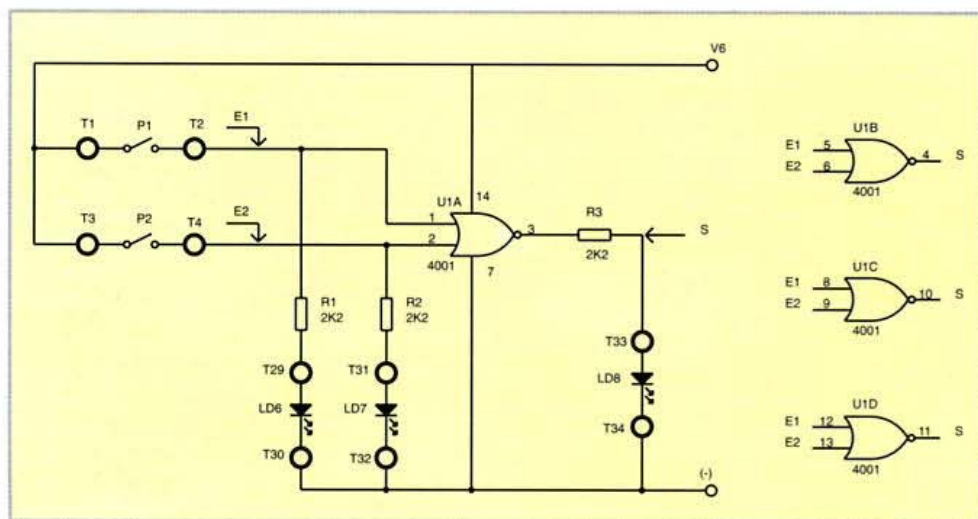 V6
T1 P1 T2 E1
U1B
E1 5
4 S
E2 6
4001
T3 P2 T4 E2
U1A 14
1
R3
2
3
S
4001
7
2K2
U1C
E1 8
10 S
E2 9
4001
R1
2K2
R2
2K2
T33
T29 T31
LD8
LD6 LD7
U1D
E1 12
11 S
E2 13
4001
T34
T30 T32
(-)